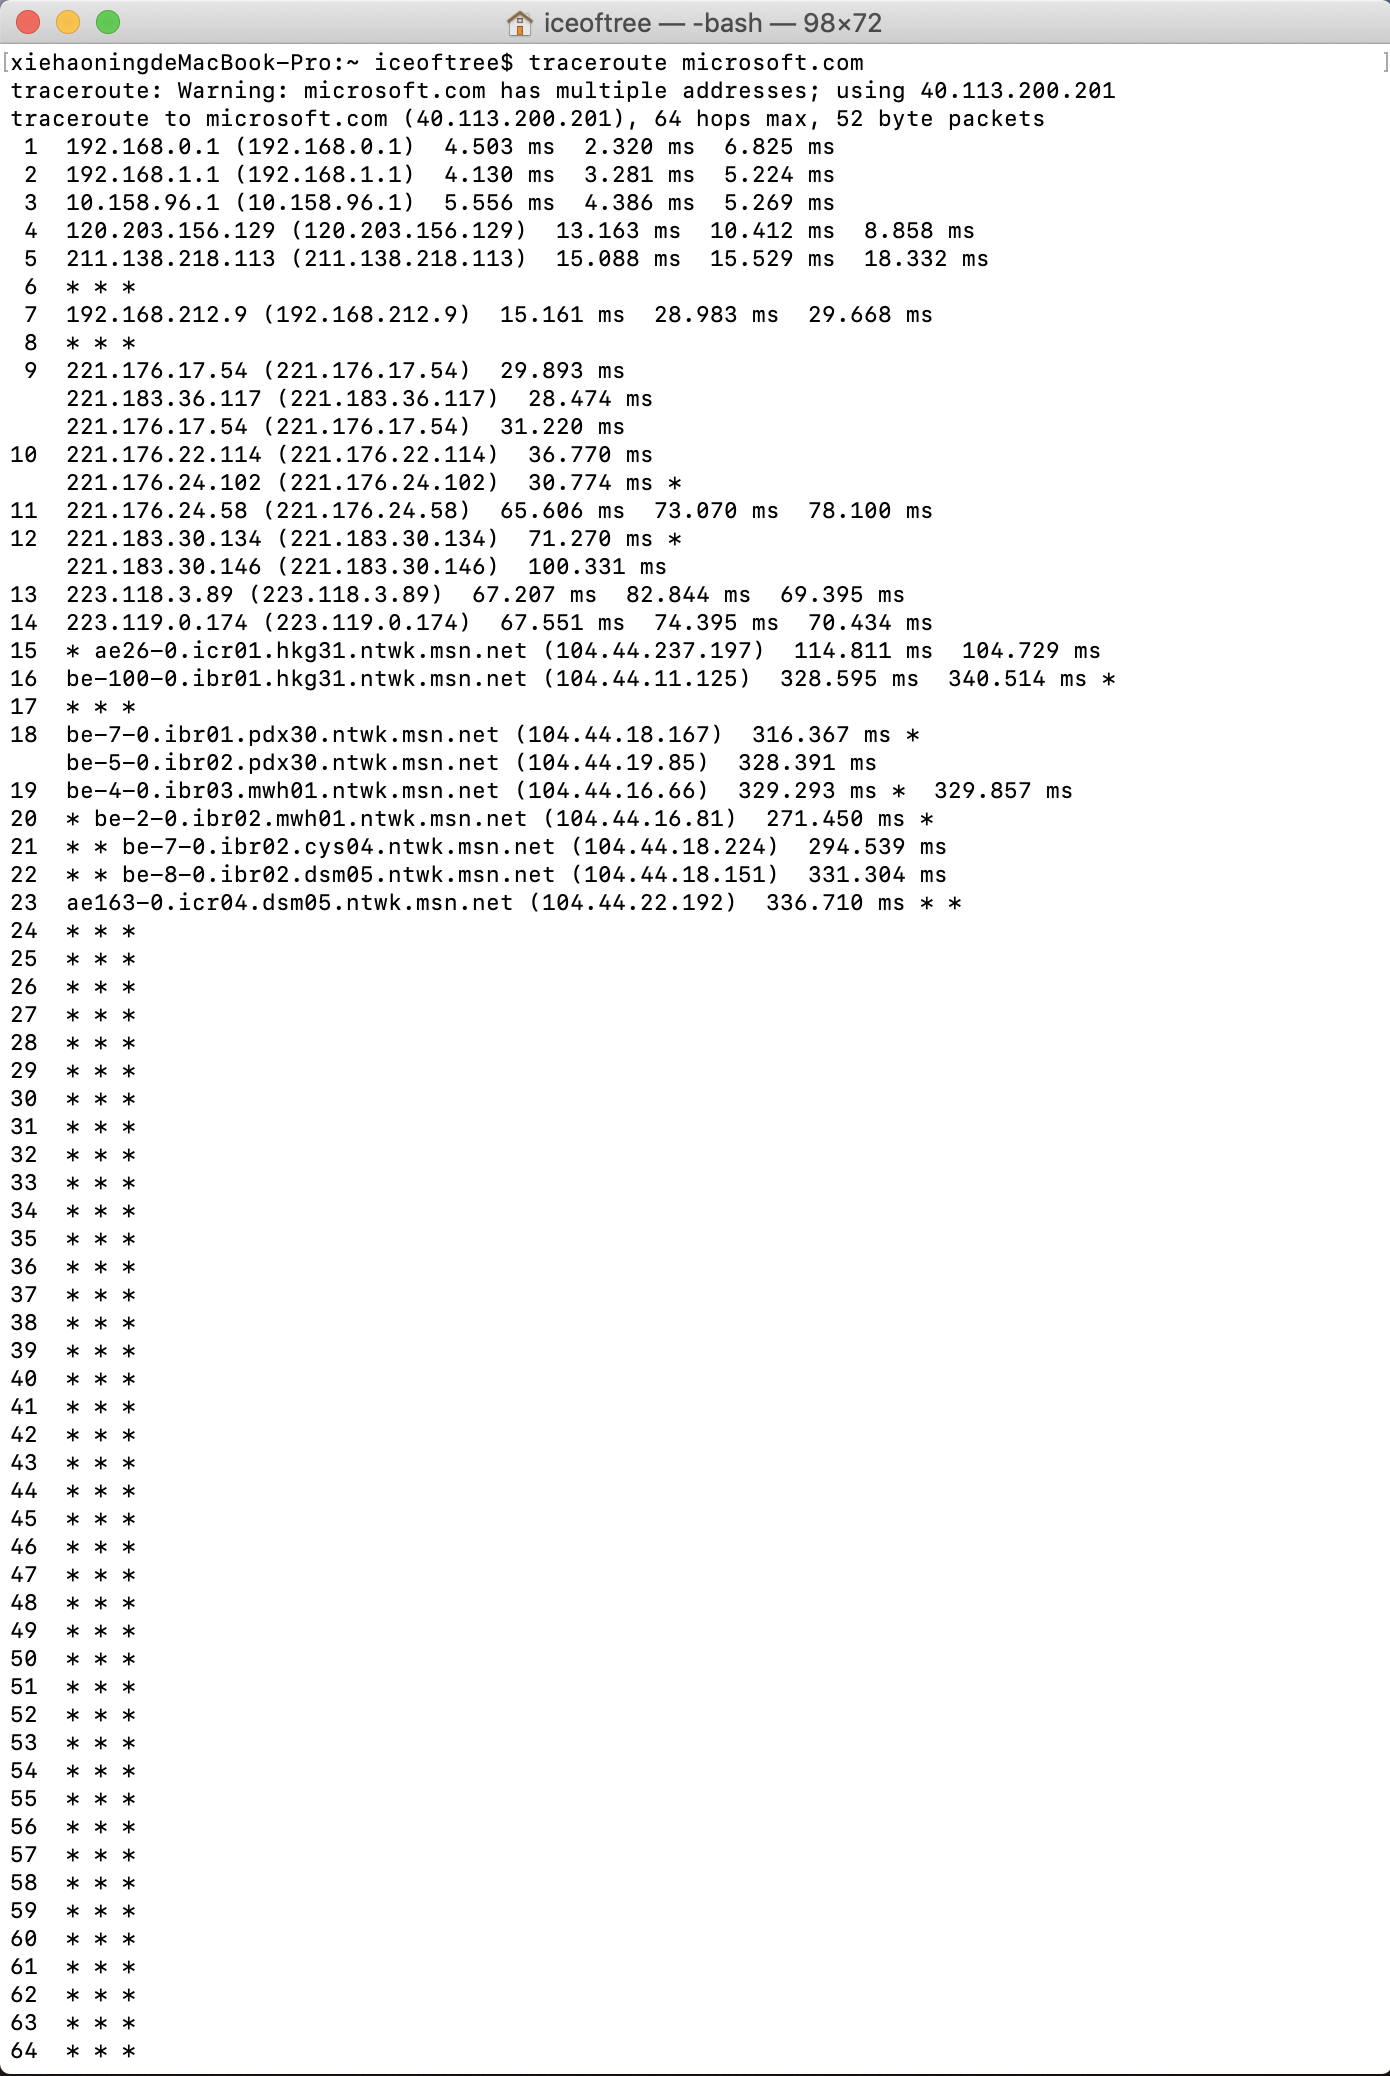 iceoftree — -bash — 98×72
[xiehaoningdeMacBook-Pro:~ iceoftree$ traceroute microsoft.com ]
traceroute: Warning: microsoft.com has multiple addresses; using 40.113.200.201
traceroute to microsoft.com (40.113.200.201), 64 hops max, 52 byte packets
 1  192.168.0.1 (192.168.0.1)  4.503 ms  2.320 ms  6.825 ms
 2  192.168.1.1 (192.168.1.1)  4.130 ms  3.281 ms  5.224 ms
 3  10.158.96.1 (10.158.96.1)  5.556 ms  4.386 ms  5.269 ms
 4  120.203.156.129 (120.203.156.129)  13.163 ms  10.412 ms  8.858 ms
 5  211.138.218.113 (211.138.218.113)  15.088 ms  15.529 ms  18.332 ms
 6  * * *
 7  192.168.212.9 (192.168.212.9)  15.161 ms  28.983 ms  29.668 ms
 8  * * *
 9  221.176.17.54 (221.176.17.54)  29.893 ms
    221.183.36.117 (221.183.36.117)  28.474 ms
    221.176.17.54 (221.176.17.54)  31.220 ms
10  221.176.22.114 (221.176.22.114)  36.770 ms
    221.176.24.102 (221.176.24.102)  30.774 ms *
11  221.176.24.58 (221.176.24.58)  65.606 ms  73.070 ms  78.100 ms
12  221.183.30.134 (221.183.30.134)  71.270 ms *
    221.183.30.146 (221.183.30.146)  100.331 ms
13  223.118.3.89 (223.118.3.89)  67.207 ms  82.844 ms  69.395 ms
14  223.119.0.174 (223.119.0.174)  67.551 ms  74.395 ms  70.434 ms
15  * ae26-0.icr01.hkg31.ntwk.msn.net (104.44.237.197)  114.811 ms  104.729 ms
16  be-100-0.ibr01.hkg31.ntwk.msn.net (104.44.11.125)  328.595 ms  340.514 ms *
17  * * *
18  be-7-0.ibr01.pdx30.ntwk.msn.net (104.44.18.167)  316.367 ms *
    be-5-0.ibr02.pdx30.ntwk.msn.net (104.44.19.85)  328.391 ms
19  be-4-0.ibr03.mwh01.ntwk.msn.net (104.44.16.66)  329.293 ms *  329.857 ms
20  * be-2-0.ibr02.mwh01.ntwk.msn.net (104.44.16.81)  271.450 ms *
21  * * be-7-0.ibr02.cys04.ntwk.msn.net (104.44.18.224)  294.539 ms
22  * * be-8-0.ibr02.dsm05.ntwk.msn.net (104.44.18.151)  331.304 ms
23  ae163-0.icr04.dsm05.ntwk.msn.net (104.44.22.192)  336.710 ms * *
24  * * *
25  * * *
26  * * *
27  * * *
28  * * *
29  * * *
30  * * *
31  * * *
32  * * *
33  * * *
34  * * *
35  * * *
36  * * *
37  * * *
38  * * *
39  * * *
40  * * *
41  * * *
42  * * *
43  * * *
44  * * *
45  * * *
46  * * *
47  * * *
48  * * *
49  * * *
50  * * *
51  * * *
52  * * *
53  * * *
54  * * *
55  * * *
56  * * *
57  * * *
58  * * *
59  * * *
60  * * *
61  * * *
62  * * *
63  * * *
64  * * *